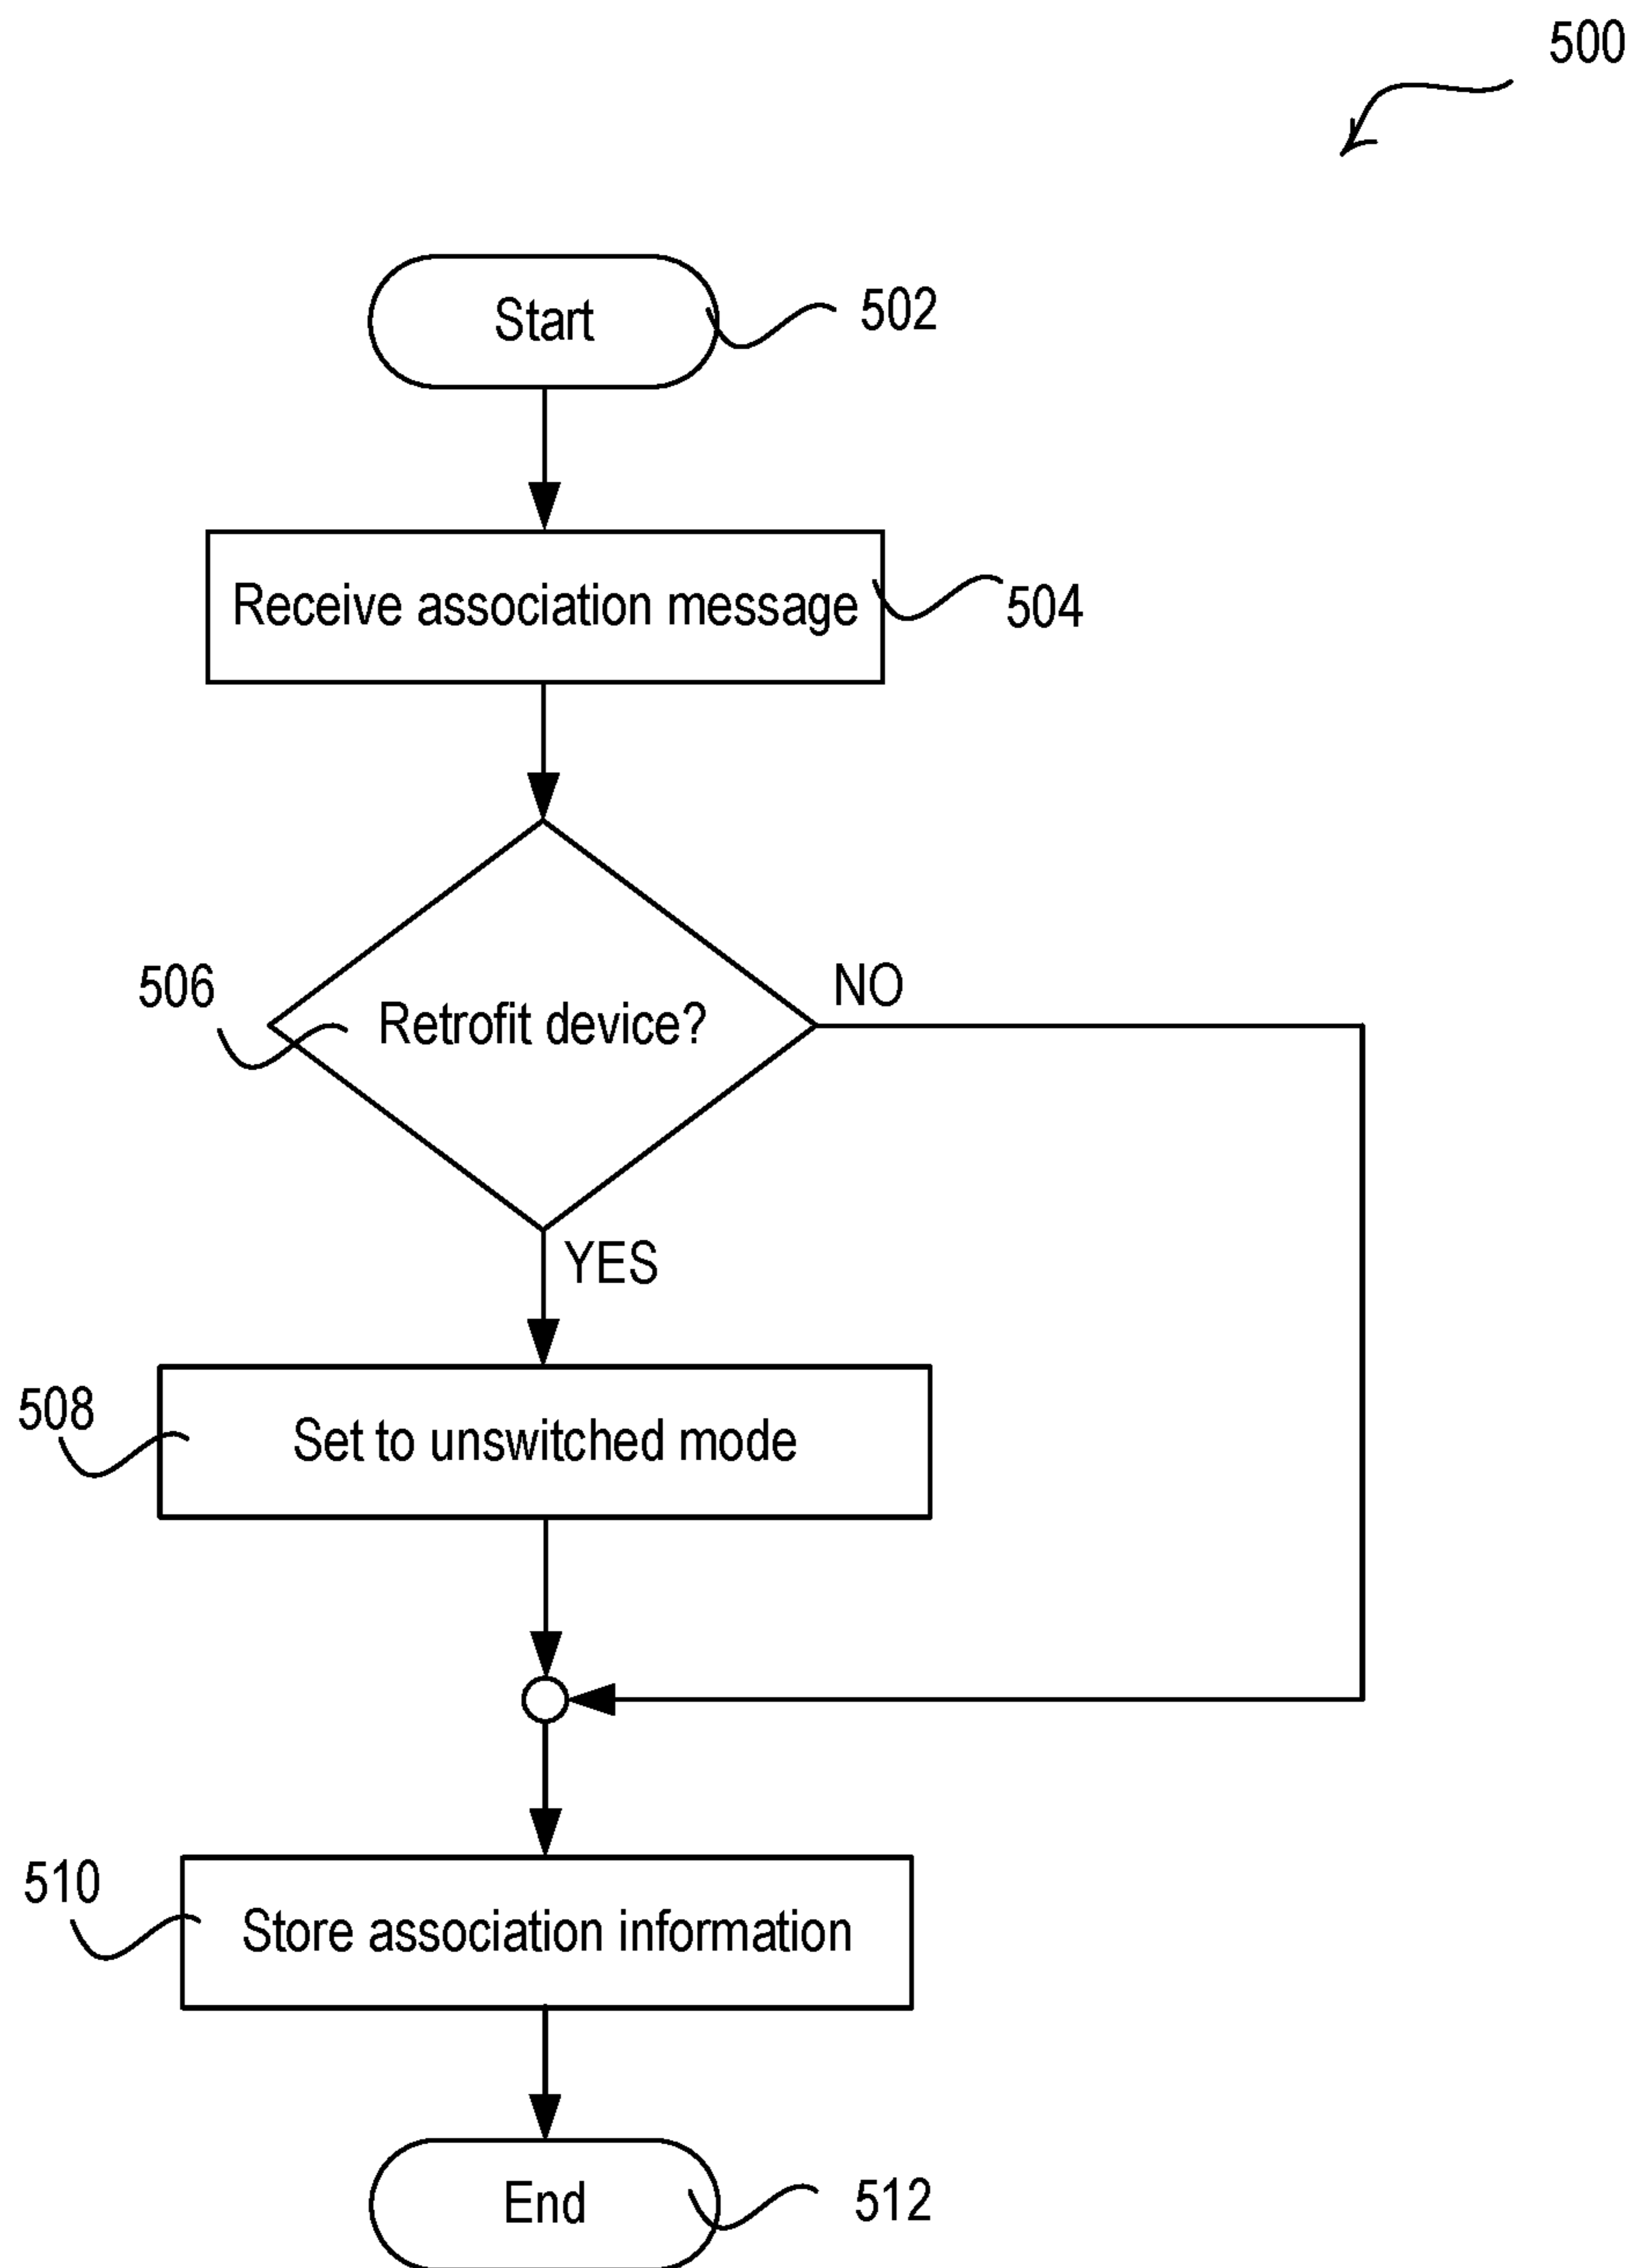 500
Start
502
Receive association message
504
506
Retrofit device?
NO
YES
508
Set to unswitched mode
510
Store association information
End
512